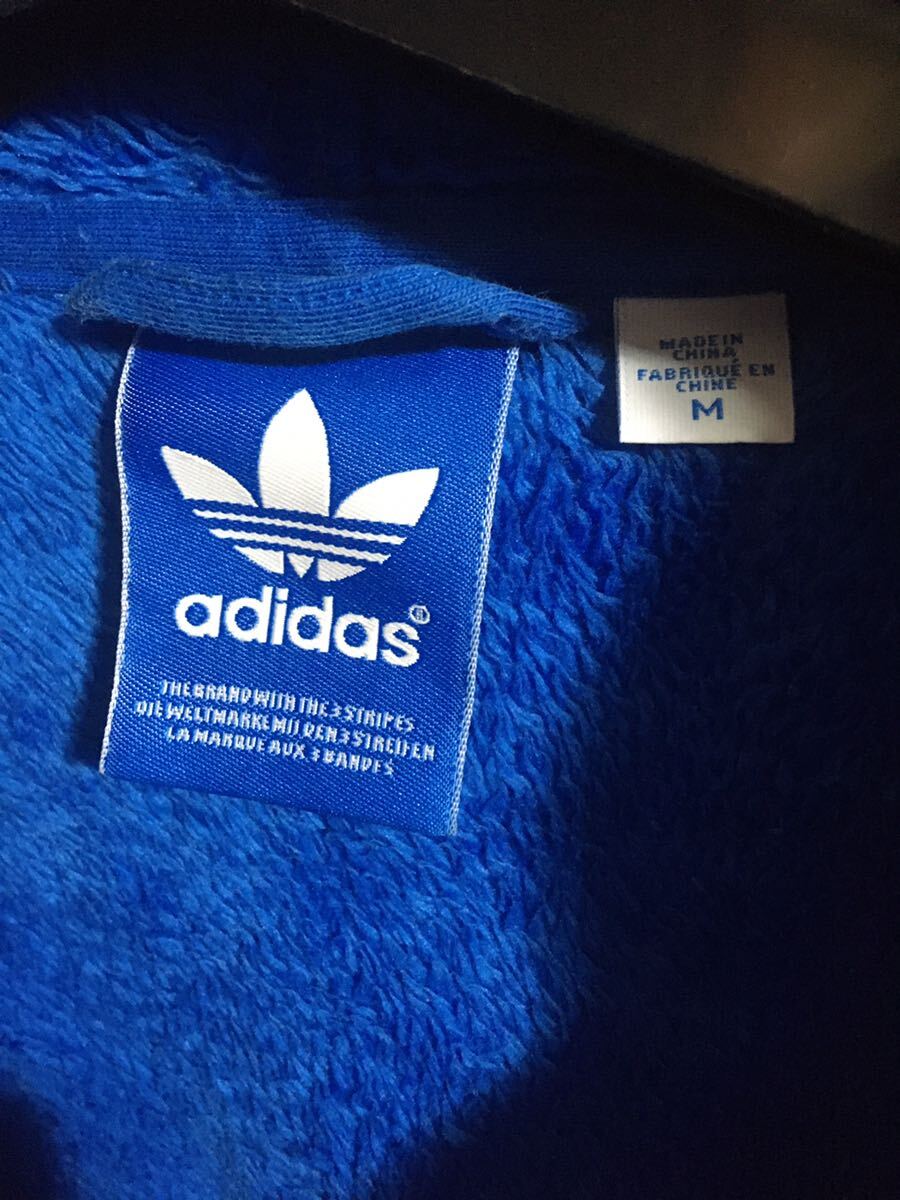 adidas®
THE BRAND WITH THE 3 STRIPES
DIE WELTMARKE MIT DEN 3 STREIFEN
LA MARQUE AUX 3 BANDES
MADE IN
CHINA
FABRIQUÉ EN
CHINE
M